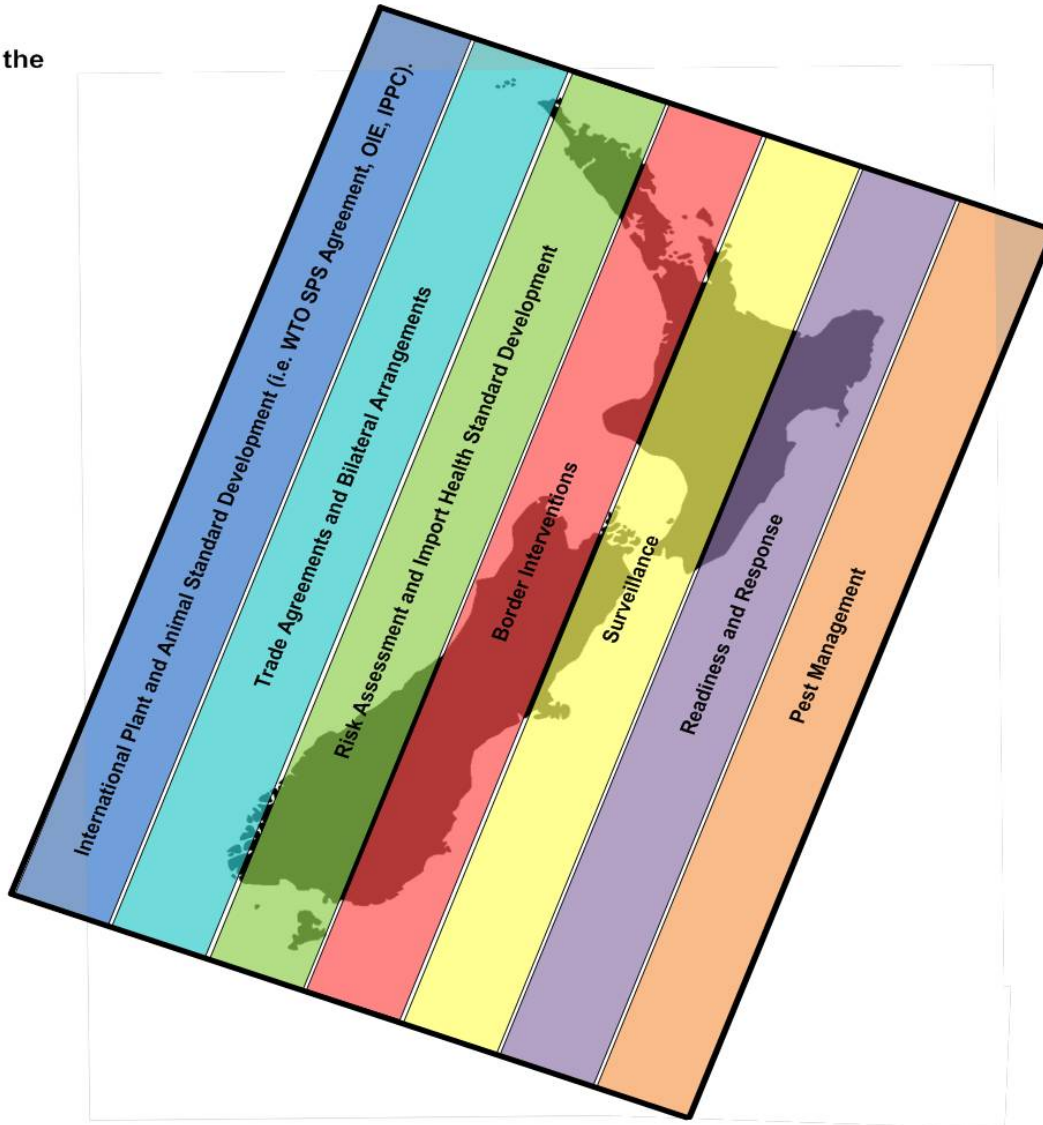 the
International Plant and Animal Standard Development (i.e. WTO SPS Agreement, OIE, IPPC).
Trade Agreements and Bilateral Arrangements
Risk Assessment and Import Health Standard Development
Border Interventions
Surveillance
Readiness and Response
Pest Management